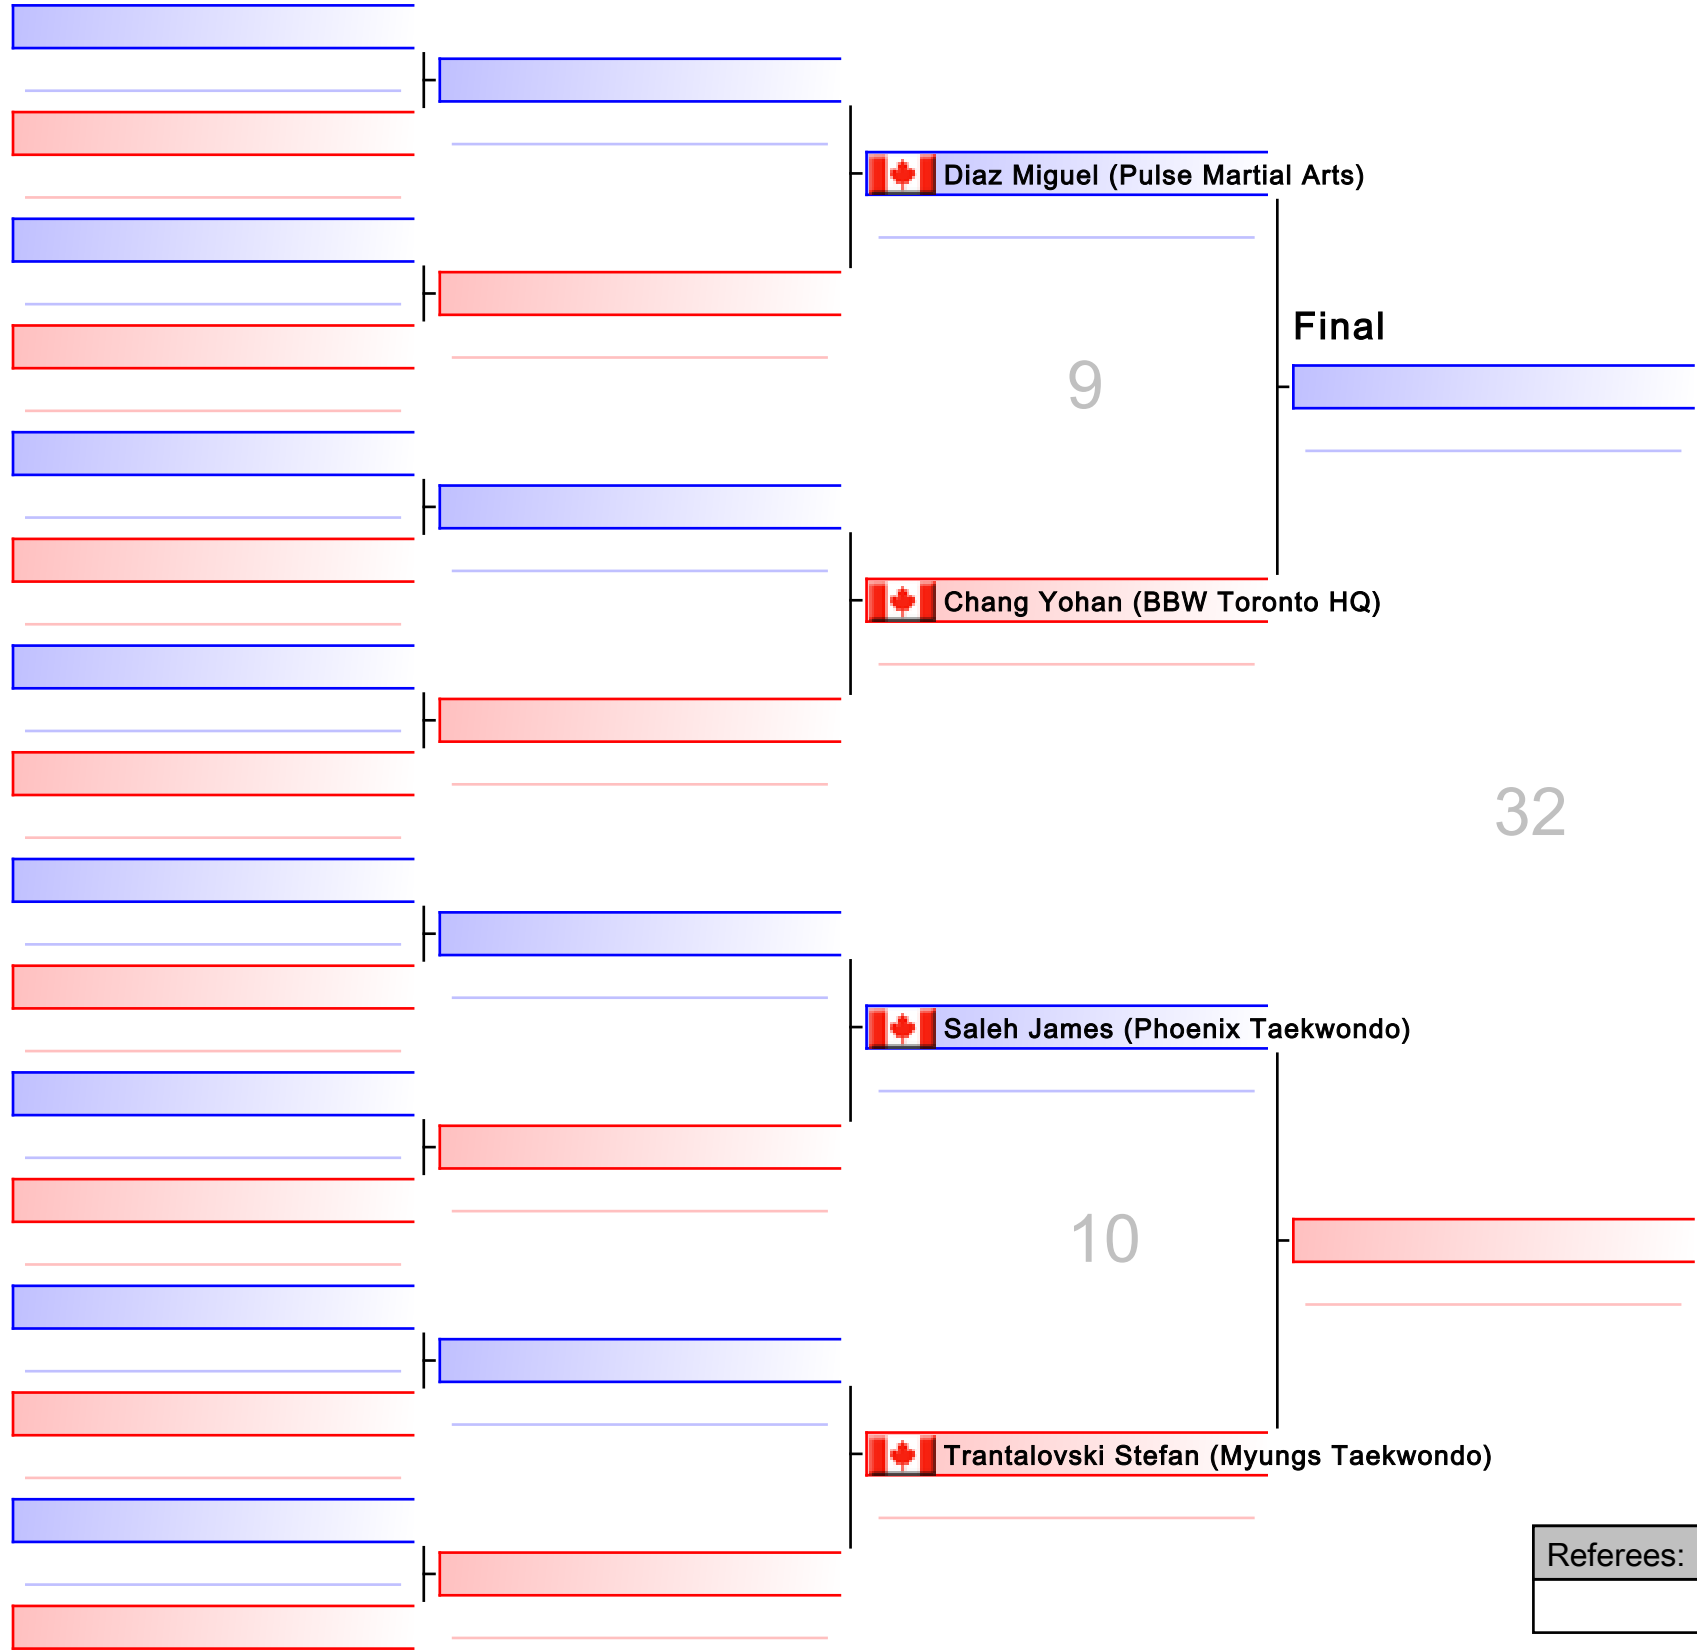 Diaz Miguel (Pulse Martial Arts)
Final
9
Chang Yohan (BBW Toronto HQ)
32
Saleh James (Phoenix Taekwondo)
10
Trantalovski Stefan (Myungs Taekwondo)
Referees: